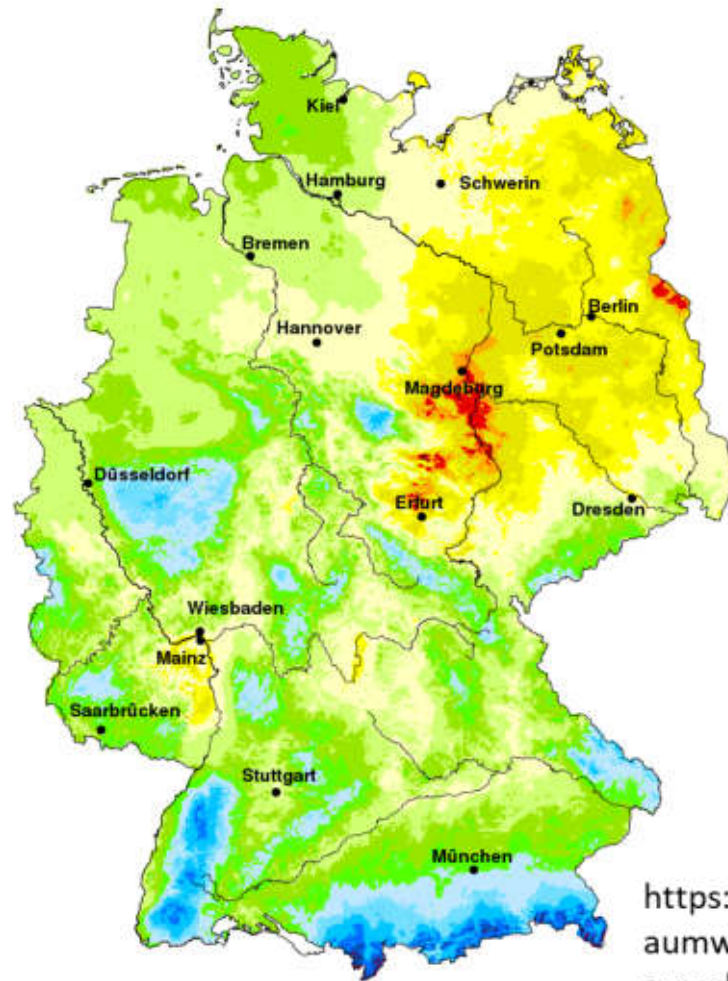 Kiel
Hamburg
Schwerin
Bremen
Berlin
Hannover
Potsdam
Magdeburg
Düsseldorf
Erfurt
Dresden
Wiesbaden
Mainz
Saarbrücken
Stuttgart
München
https:
aumw